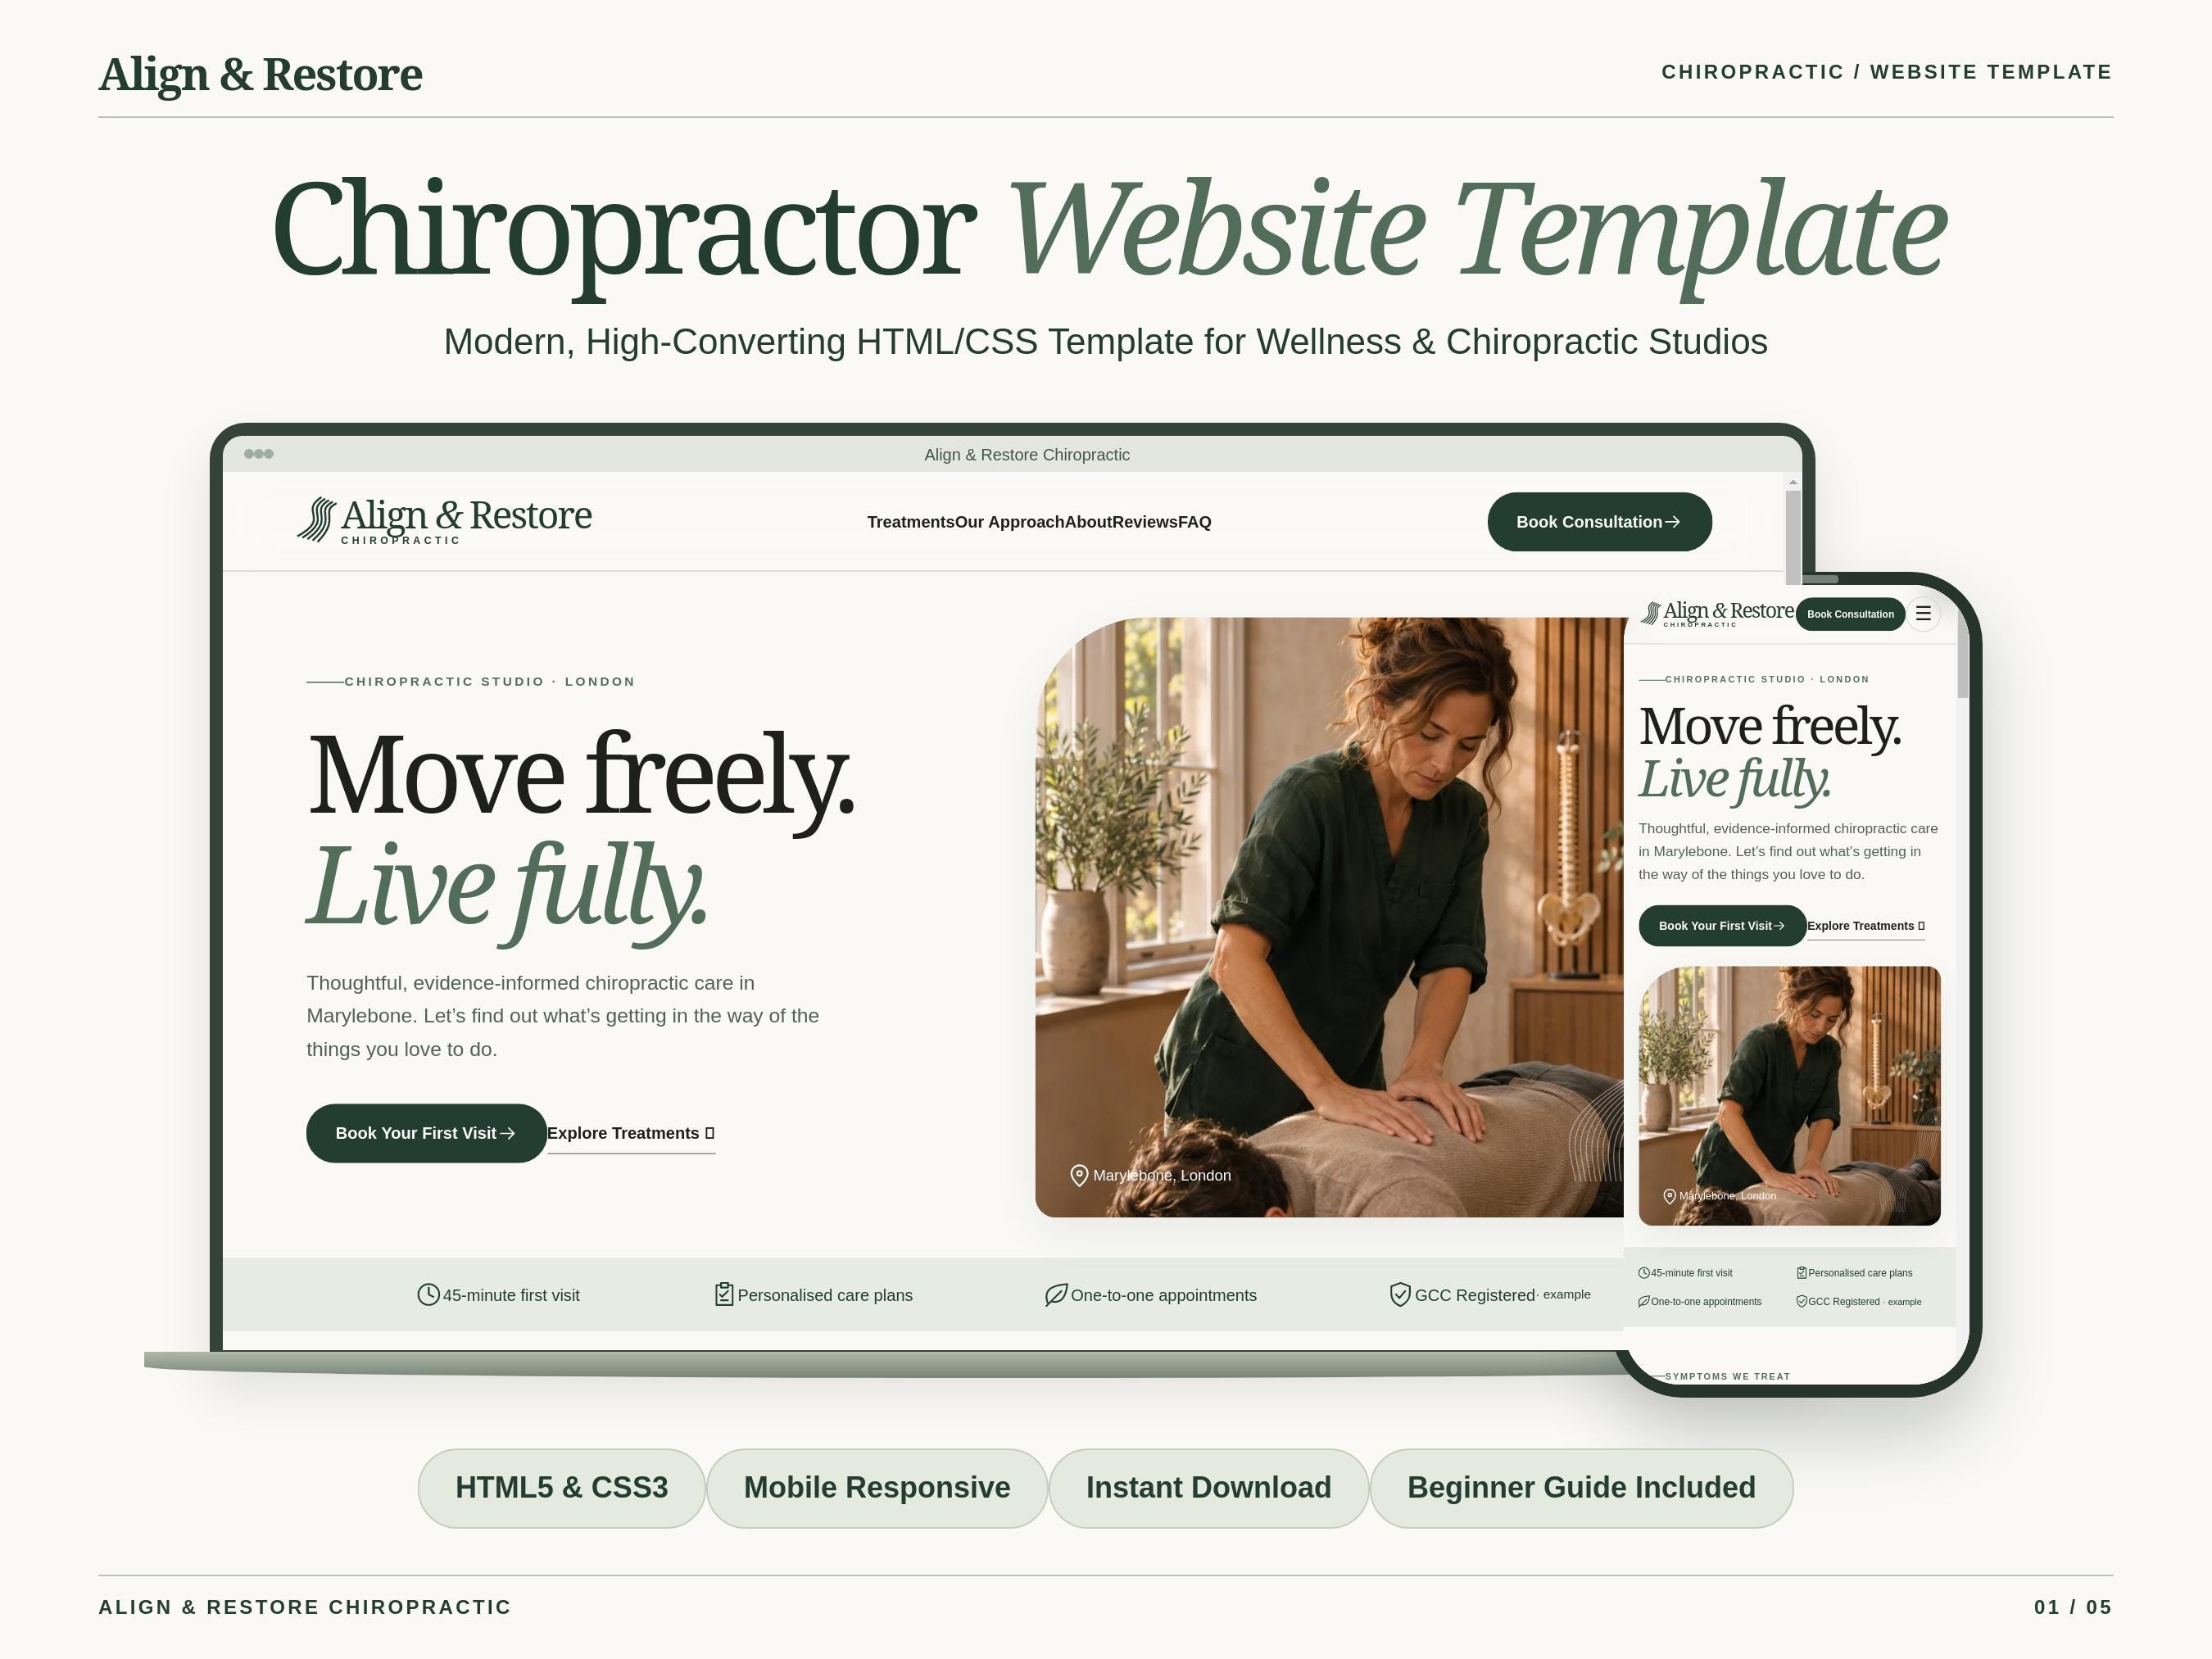 Align & Restore
CHIROPRACTIC / WEBSITE TEMPLATE
Chiropractor Website Template
Modern, High-Converting HTML/CSS Template for Wellness & Chiropractic Studios
Align & Restore Chiropractic
Align & Restore
CHIROPRACTIC
TreatmentsOur ApproachAboutReviewsFAQ
Book Consultation
CHIROPRACTIC STUDIO · LONDON
Move freely.
Live fully.
Thoughtful, evidence-informed chiropractic care in
Marylebone. Let’s find out what’s getting in the way of the
things you love to do.
Book Your First Visit
Explore Treatments
Marylebone, London
45-minute first visit
Personalised care plans
One-to-one appointments
GCC Registered · example
Align & Restore
CHIROPRACTIC
Book Consultation
CHIROPRACTIC STUDIO · LONDON
Move freely.
Live fully.
Thoughtful, evidence-informed chiropractic care
in Marylebone. Let’s find out what’s getting in
the way of the things you love to do.
Book Your First Visit
Explore Treatments
Marylebone, London
45-minute first visit
Personalised care plans
One-to-one appointments
GCC Registered · example
SYMPTOMS WE TREAT
HTML5 & CSS3
Mobile Responsive
Instant Download
Beginner Guide Included
ALIGN & RESTORE CHIROPRACTIC
01 / 05